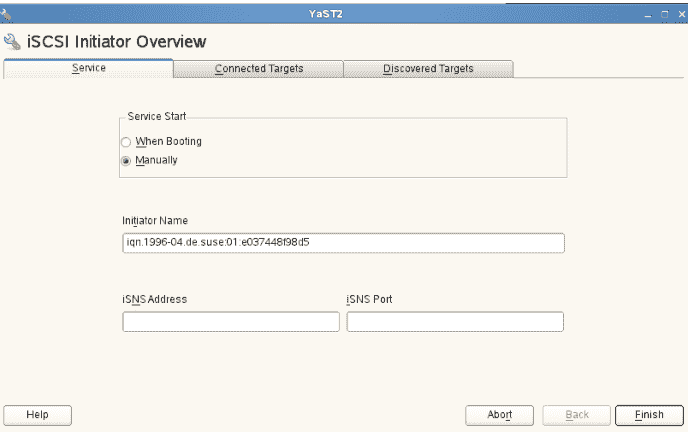 YaST2
iSCSI Initiator Overview
Service
Connected Targets
Discovered Targets
Service Start
When Booting
Manually
Initiator Name
iqn.1996-04.de.suse:01:e037448f98d5
iSNS Address
iSNS Port
Help
Abort
Back
Finish